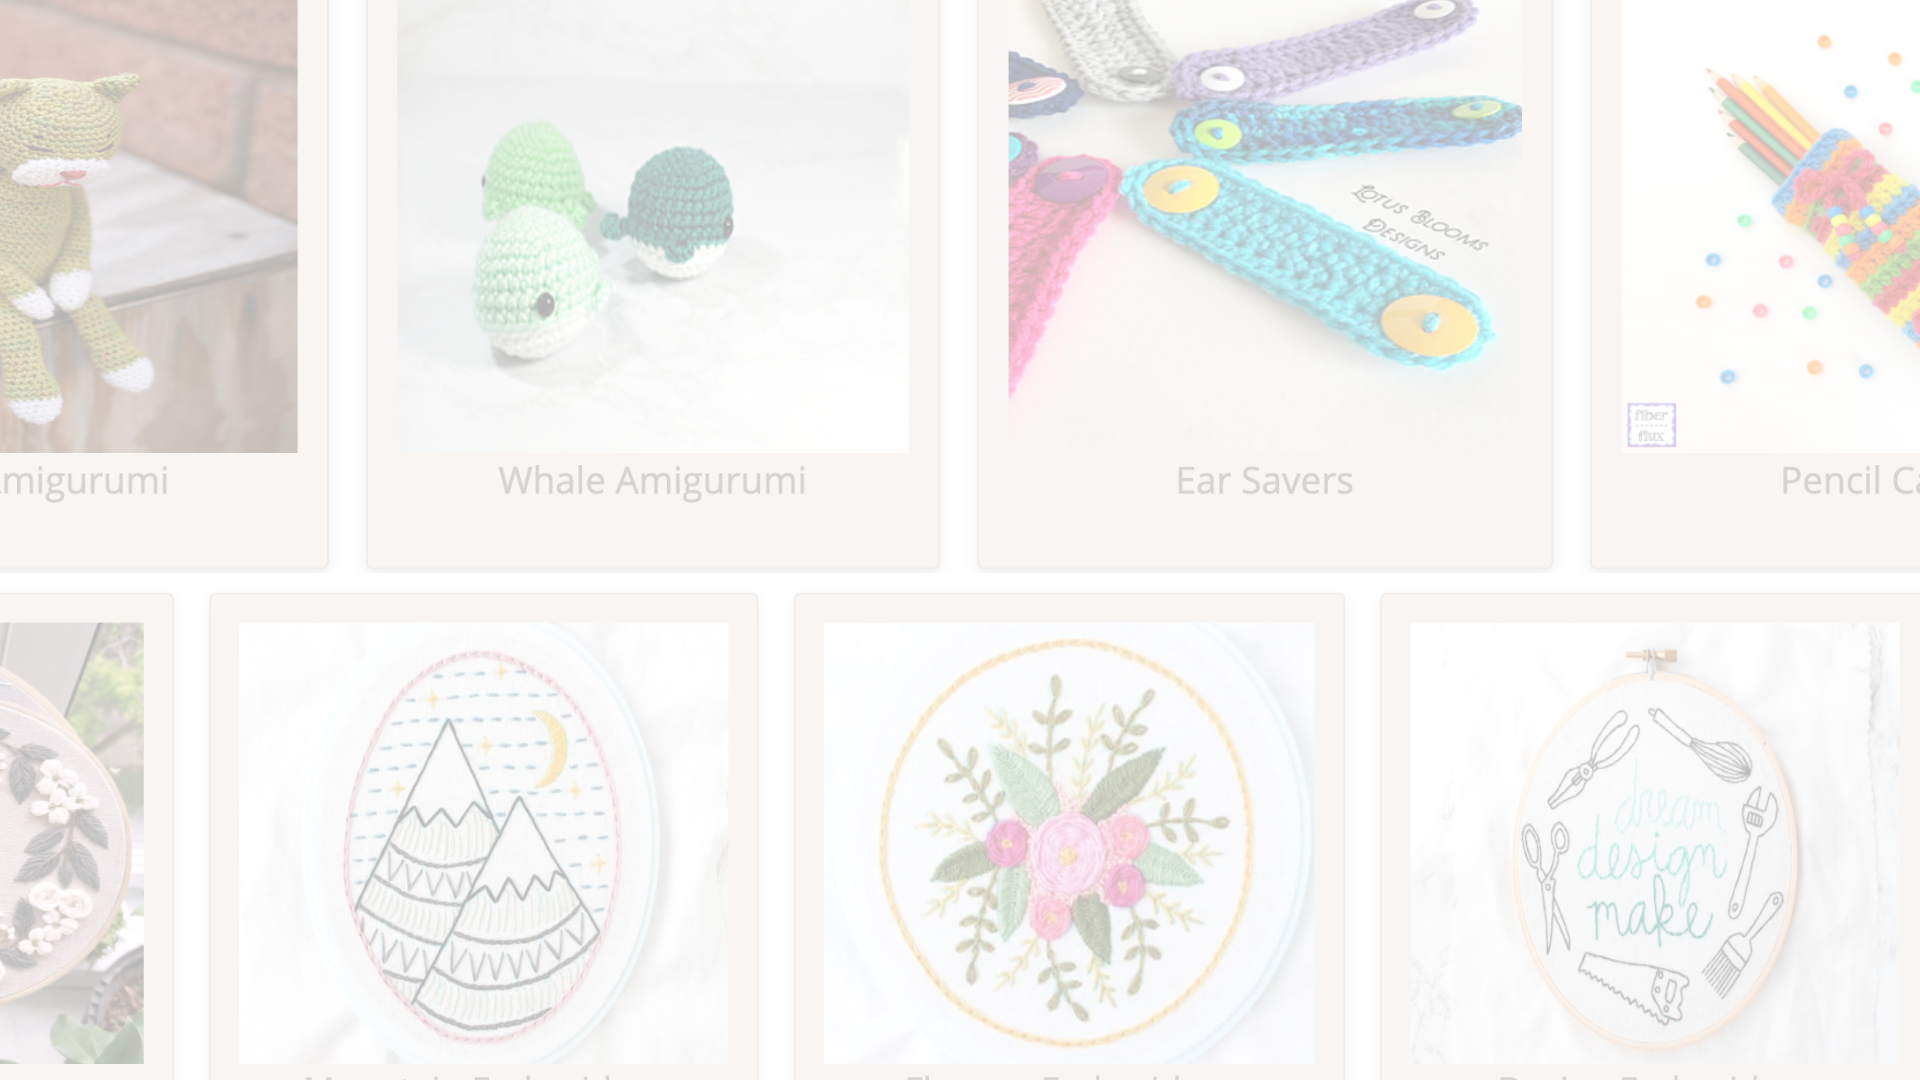 LOTUS BLOOMS
DESIGNS
fiber
flux
migurumi
Whale Amigurumi
Ear Savers
Pencil Ca
dream
design
make